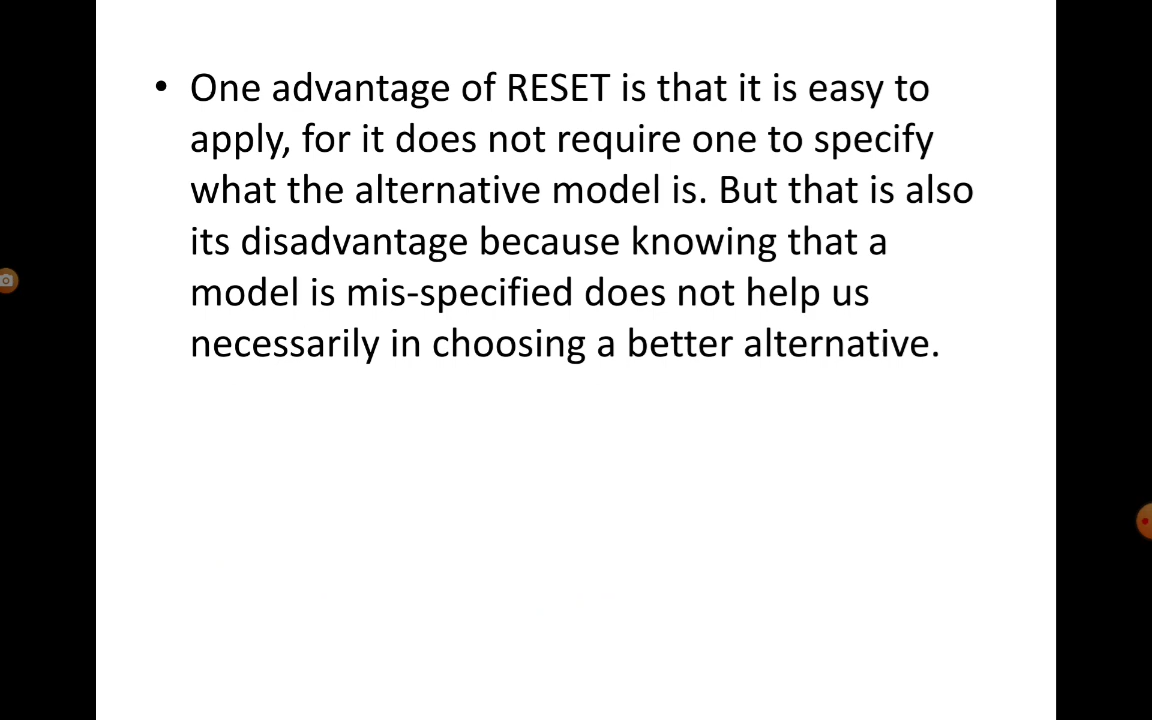 • One advantage of RESET is that it is easy to
apply, for it does not require one to specify
what the alternative model is. But that is also
its disadvantage because knowing that a
model is mis-specified does not help us
necessarily in choosing a better alternative.